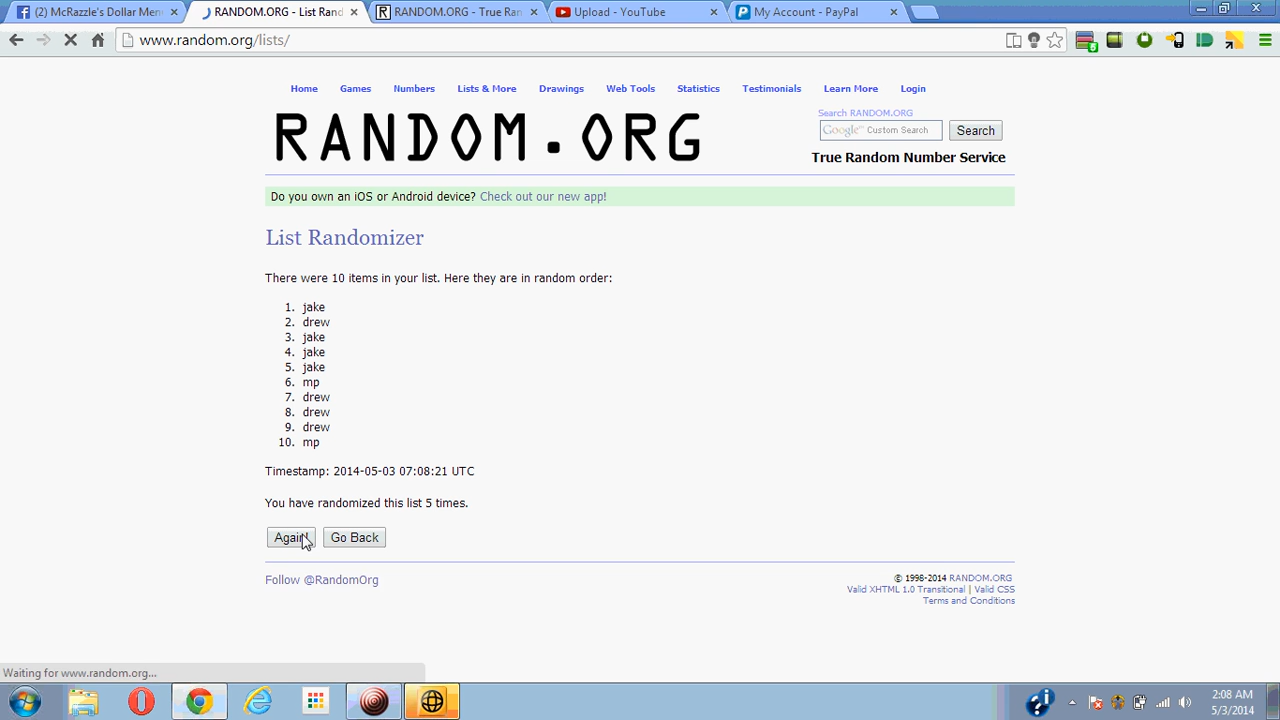 (2) McRazzle's Dollar Men
RANDOM.ORG - List Rand
RANDOM.ORG - True Ran
Upload - YouTube
My Account - PayPal
www.random.org/lists/
Home Games Numbers Lists & More Drawings Web Tools Statistics Testimonials Learn More Login
RANDOM.ORG
Search RANDOM.ORG
Google Custom Search Search
True Random Number Service
Do you own an iOS or Android device? Check out our new app!
List Randomizer
There were 10 items in your list. Here they are in random order:
1. jake
2. drew
3. jake
4. jake
5. jake
6. mp
7. drew
8. drew
9. drew
10. mp
Timestamp: 2014-05-03 07:08:21 UTC
You have randomized this list 5 times.
Again! Go Back
Follow @RandomOrg
© 1998-2014 RANDOM.ORG
Valid XHTML 1.0 Transitional | Valid CSS
Terms and Conditions
Waiting for www.random.org...
2:08 AM
5/3/2014